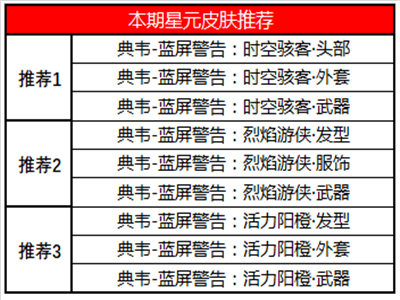 本期星元皮肤推荐
推荐1
典韦-蓝屏警告：时空骇客·头部
典韦-蓝屏警告：时空骇客·外套
典韦-蓝屏警告：时空骇客·武器
推荐2
典韦-蓝屏警告：烈焰游侠·发型
典韦-蓝屏警告：烈焰游侠·服饰
典韦-蓝屏警告：烈焰游侠·武器
推荐3
典韦-蓝屏警告：活力阳橙·发型
典韦-蓝屏警告：活力阳橙·外套
典韦-蓝屏警告：活力阳橙·武器